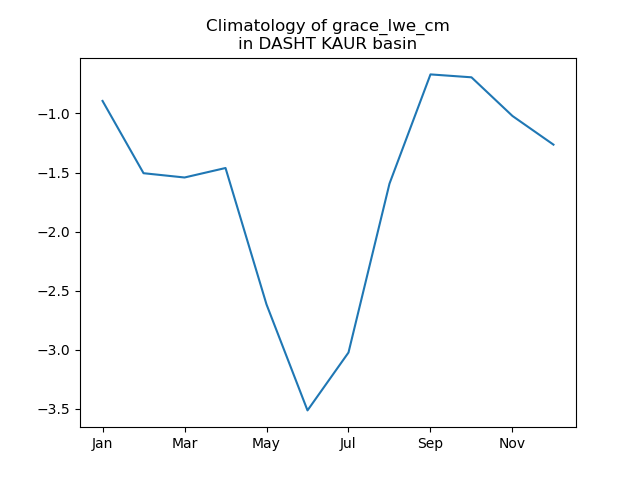 Climatology of grace_lwe_cm
in DASHT KAUR basin
−1.0
−1.5
−2.0
−2.5
−3.0
−3.5
Jan Mar May Jul Sep Nov